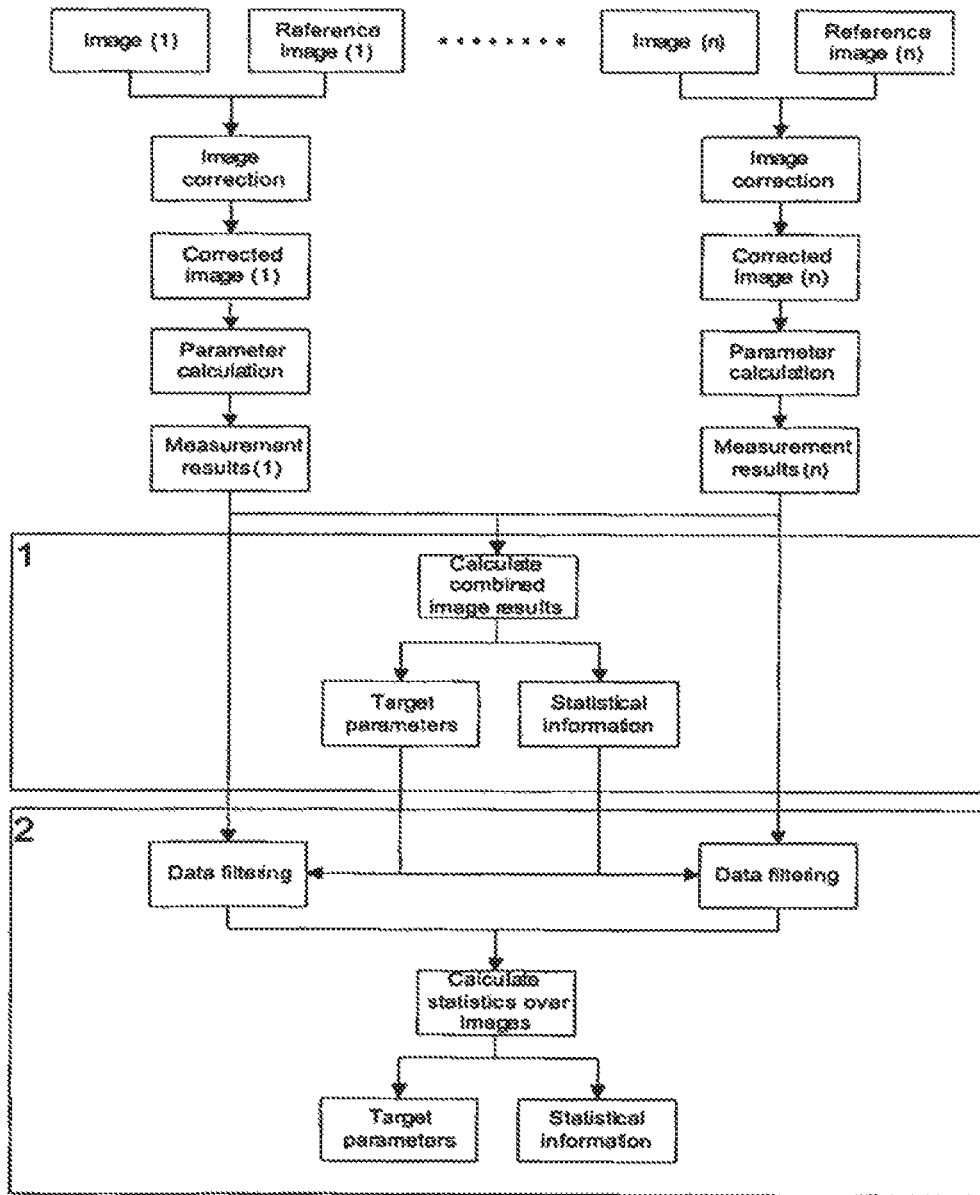 Image (1)
Reference
image (1)
Image (n)
Reference
image (n)
Image
correction
Image
correction
Corrected
image (1)
Corrected
image (n)
Parameter
calculation
Parameter
calculation
Measurement
results(1)
Measurement
results(n)
1
Calculate
combined
image results
Target
parameters
Statistical
information
2
Data filtering
Data filtering
Calculate
statistics over
images
Target
parameters
Statistical
information